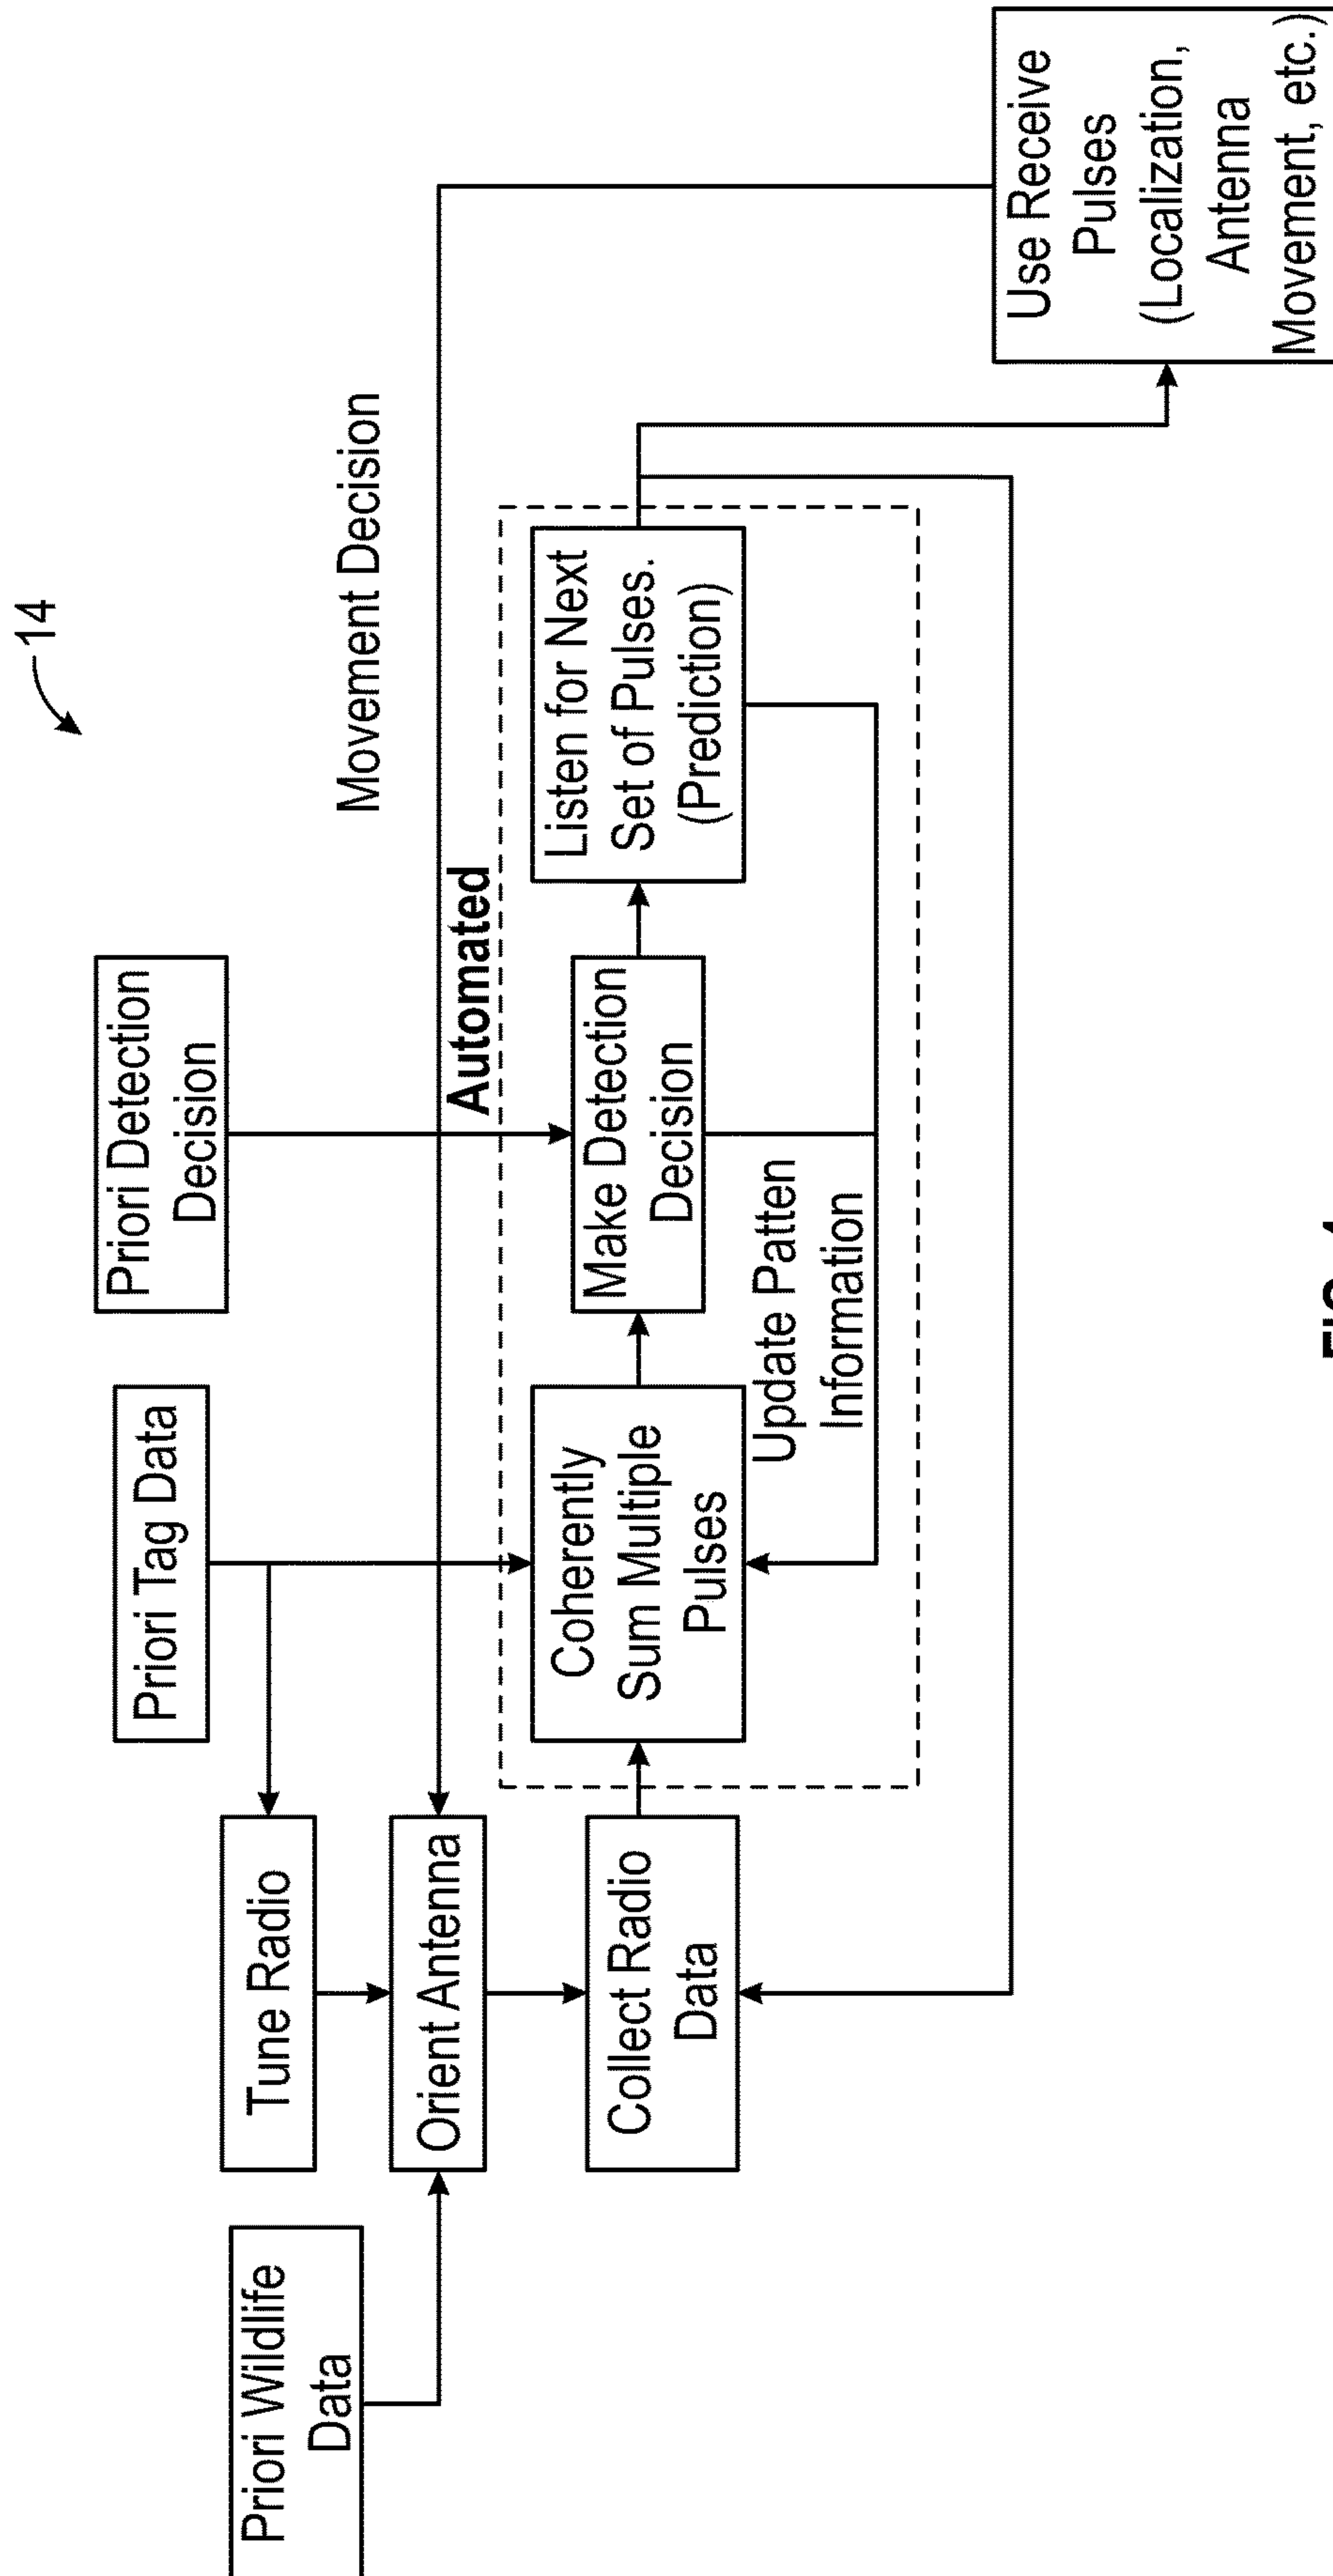 14
Priori Wildlife
Data
Tune Radio
Orient Antenna
Collect Radio
Data
Priori Tag Data
Coherently
Sum Multiple
Pulses
Priori Detection
Decision
Make Detection
Decision
Update Patten
Information
Automated
Movement Decision
Listen for Next
Set of Pulses.
(Prediction)
Use Receive
Pulses
(Localization,
Antenna
Movement, etc.)